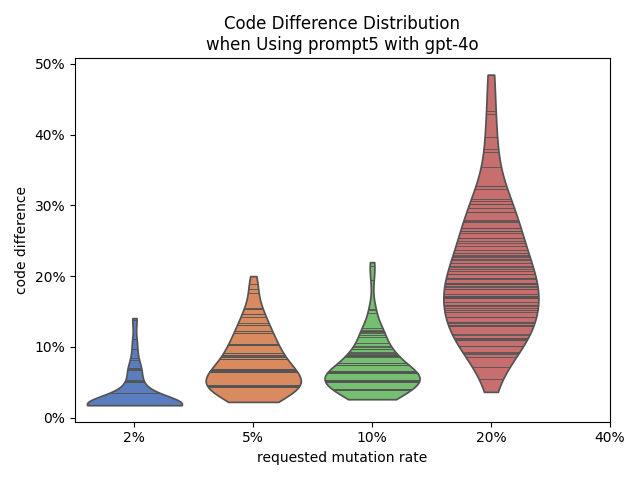 Code Difference Distribution
when Using prompt5 with gpt-4o
50%
40%
30%
20%
10%
0%
code difference
2%
5%
10%
20%
40%
requested mutation rate